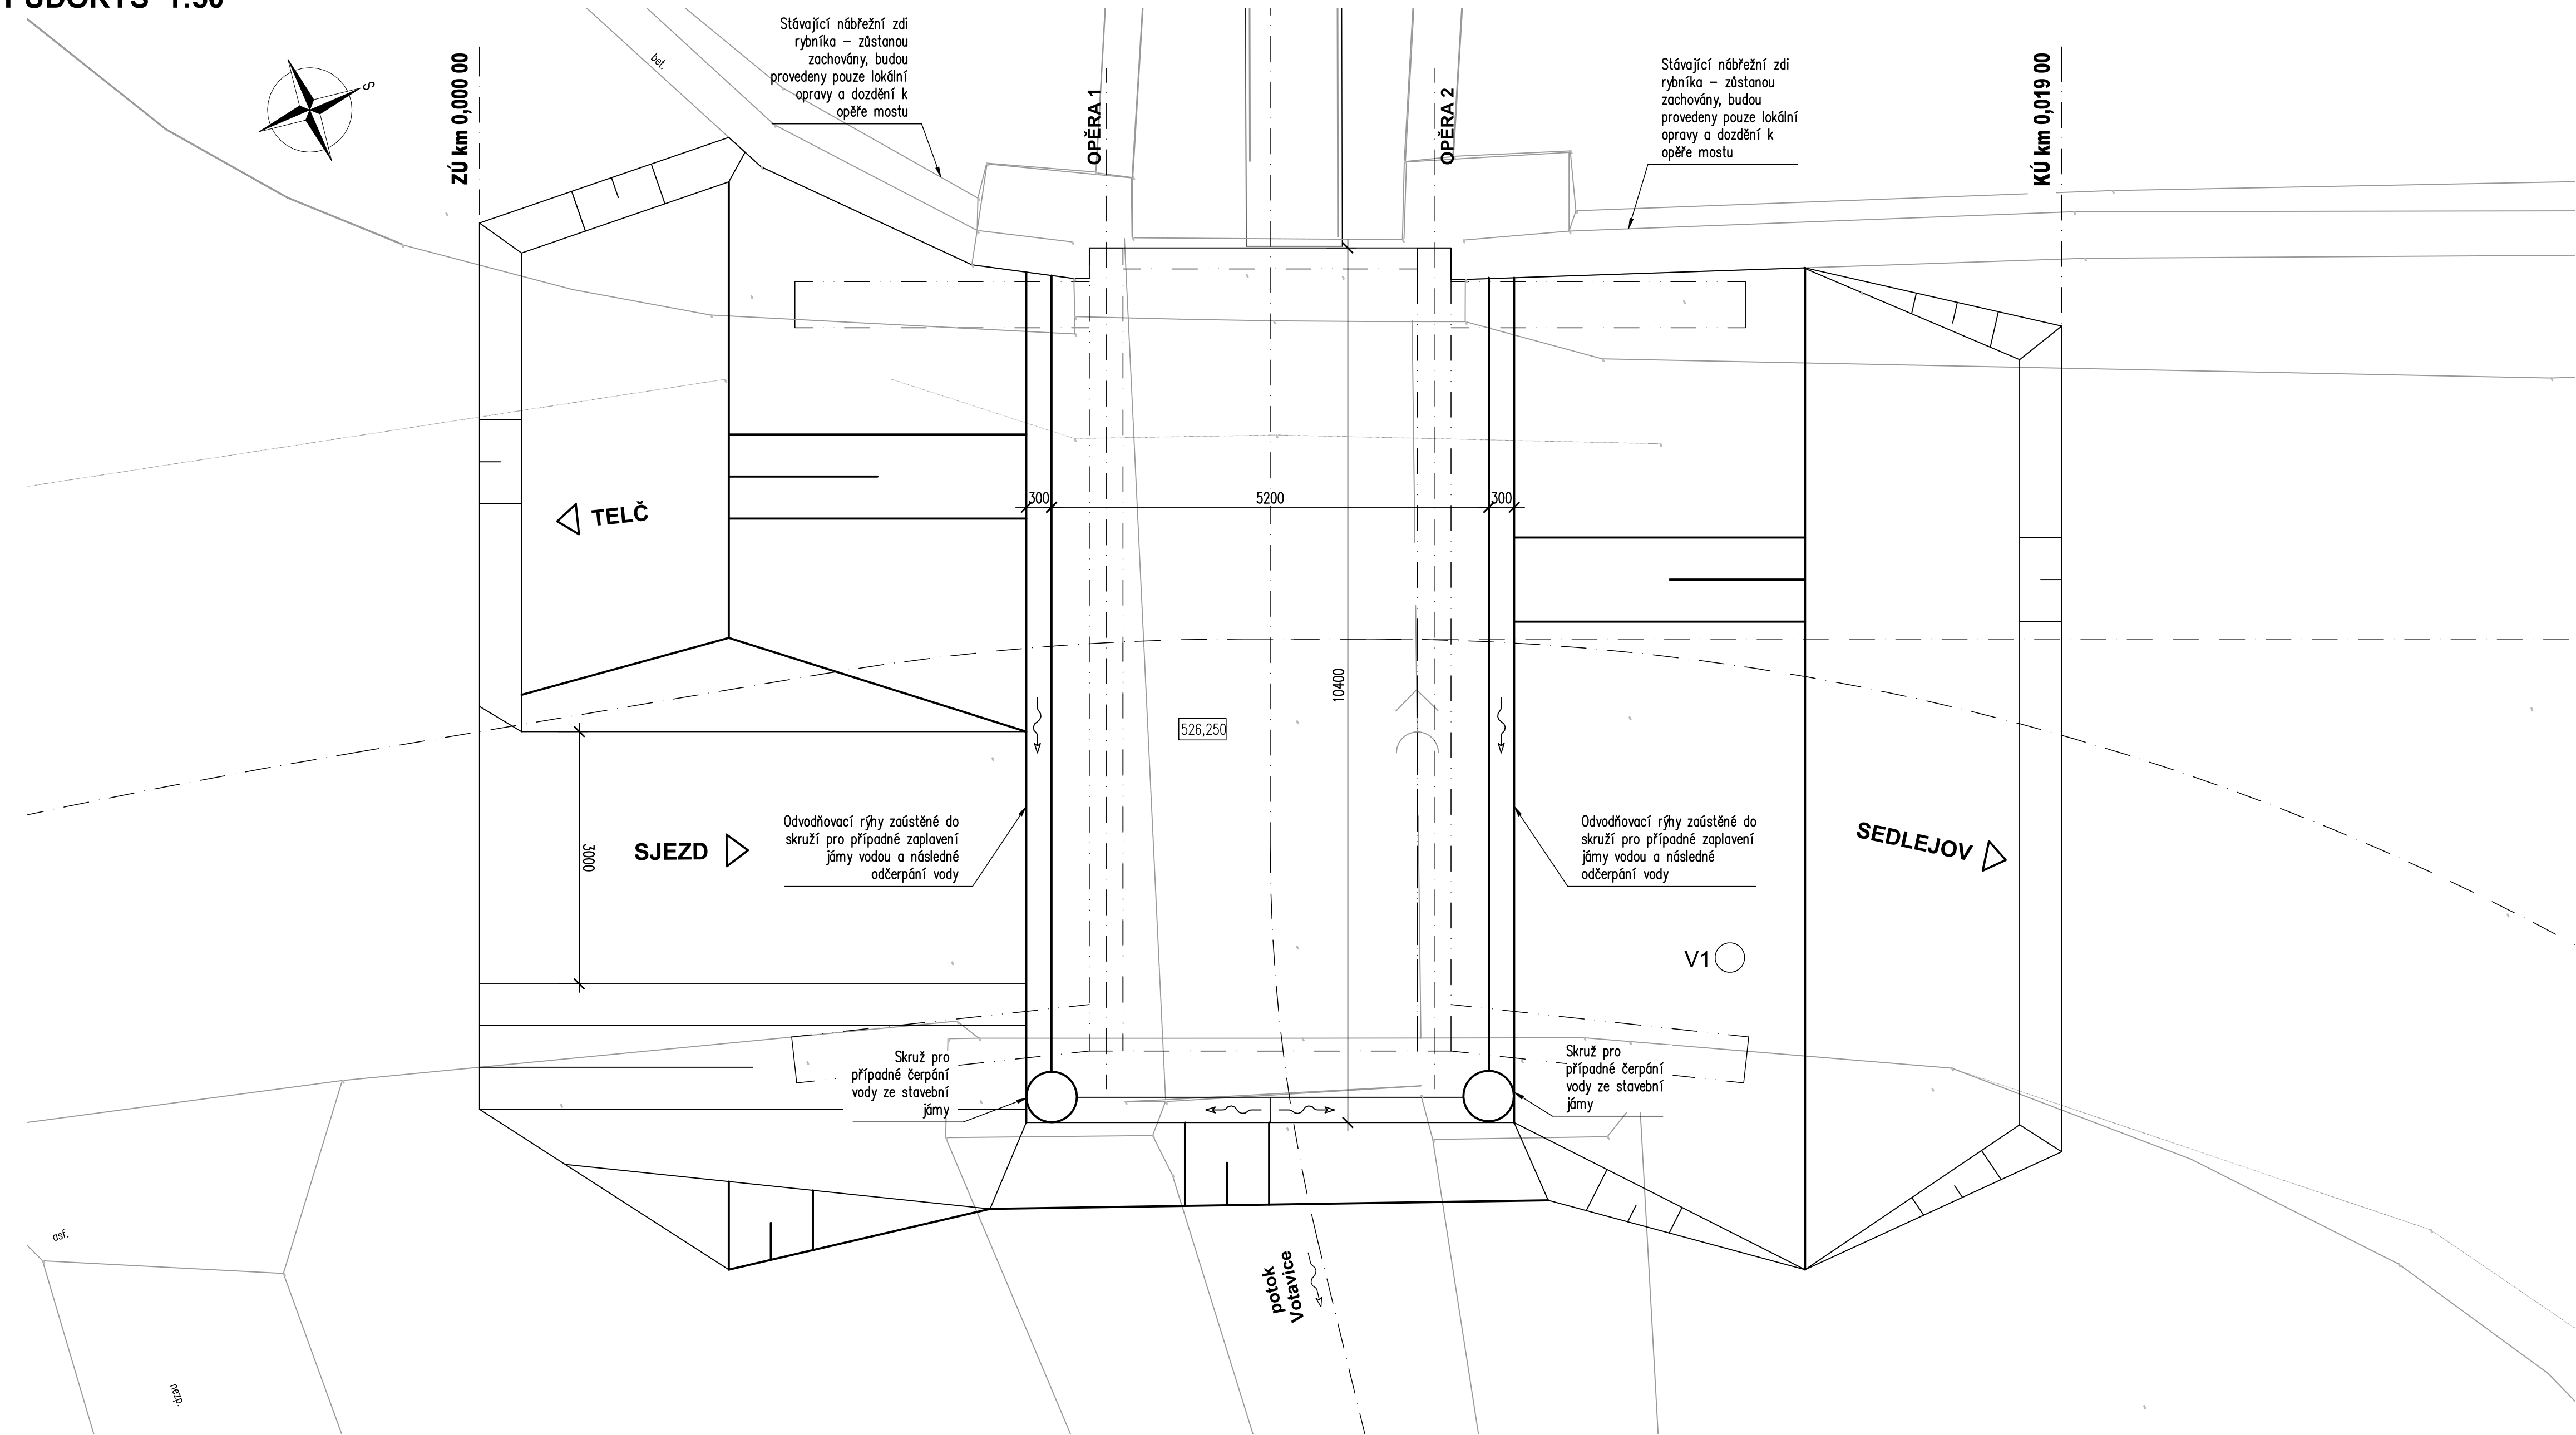 PŮDORYS 1:50
S
ZÚ km 0,000 00
bet.
Stávající nábřežní zdi
rybníka – zůstanou
zachovány, budou
provedeny pouze lokální
opravy a dozdění k
opěře mostu
OPĚRA 1
OPĚRA 2
Stávající nábřežní zdi
rybníka – zůstanou
zachovány, budou
provedeny pouze lokální
opravy a dozdění k
opěře mostu
KÚ km 0,019 00
TELČ
300
5200
300
10400
526,250
3000
SJEZD
Odvodňovací rýhy zaústěné do
skruží pro případné zaplavení
jámy vodou a následné
odčerpání vody
Odvodňovací rýhy zaústěné do
skruží pro případné zaplavení
jámy vodou a následné
odčerpání vody
SEDLEJOV
V1
Skruž pro
případné čerpání
vody ze stavební
jámy
Skruž pro
případné čerpání
vody ze stavební
jámy
potok
Votavice
asf.
nezp.